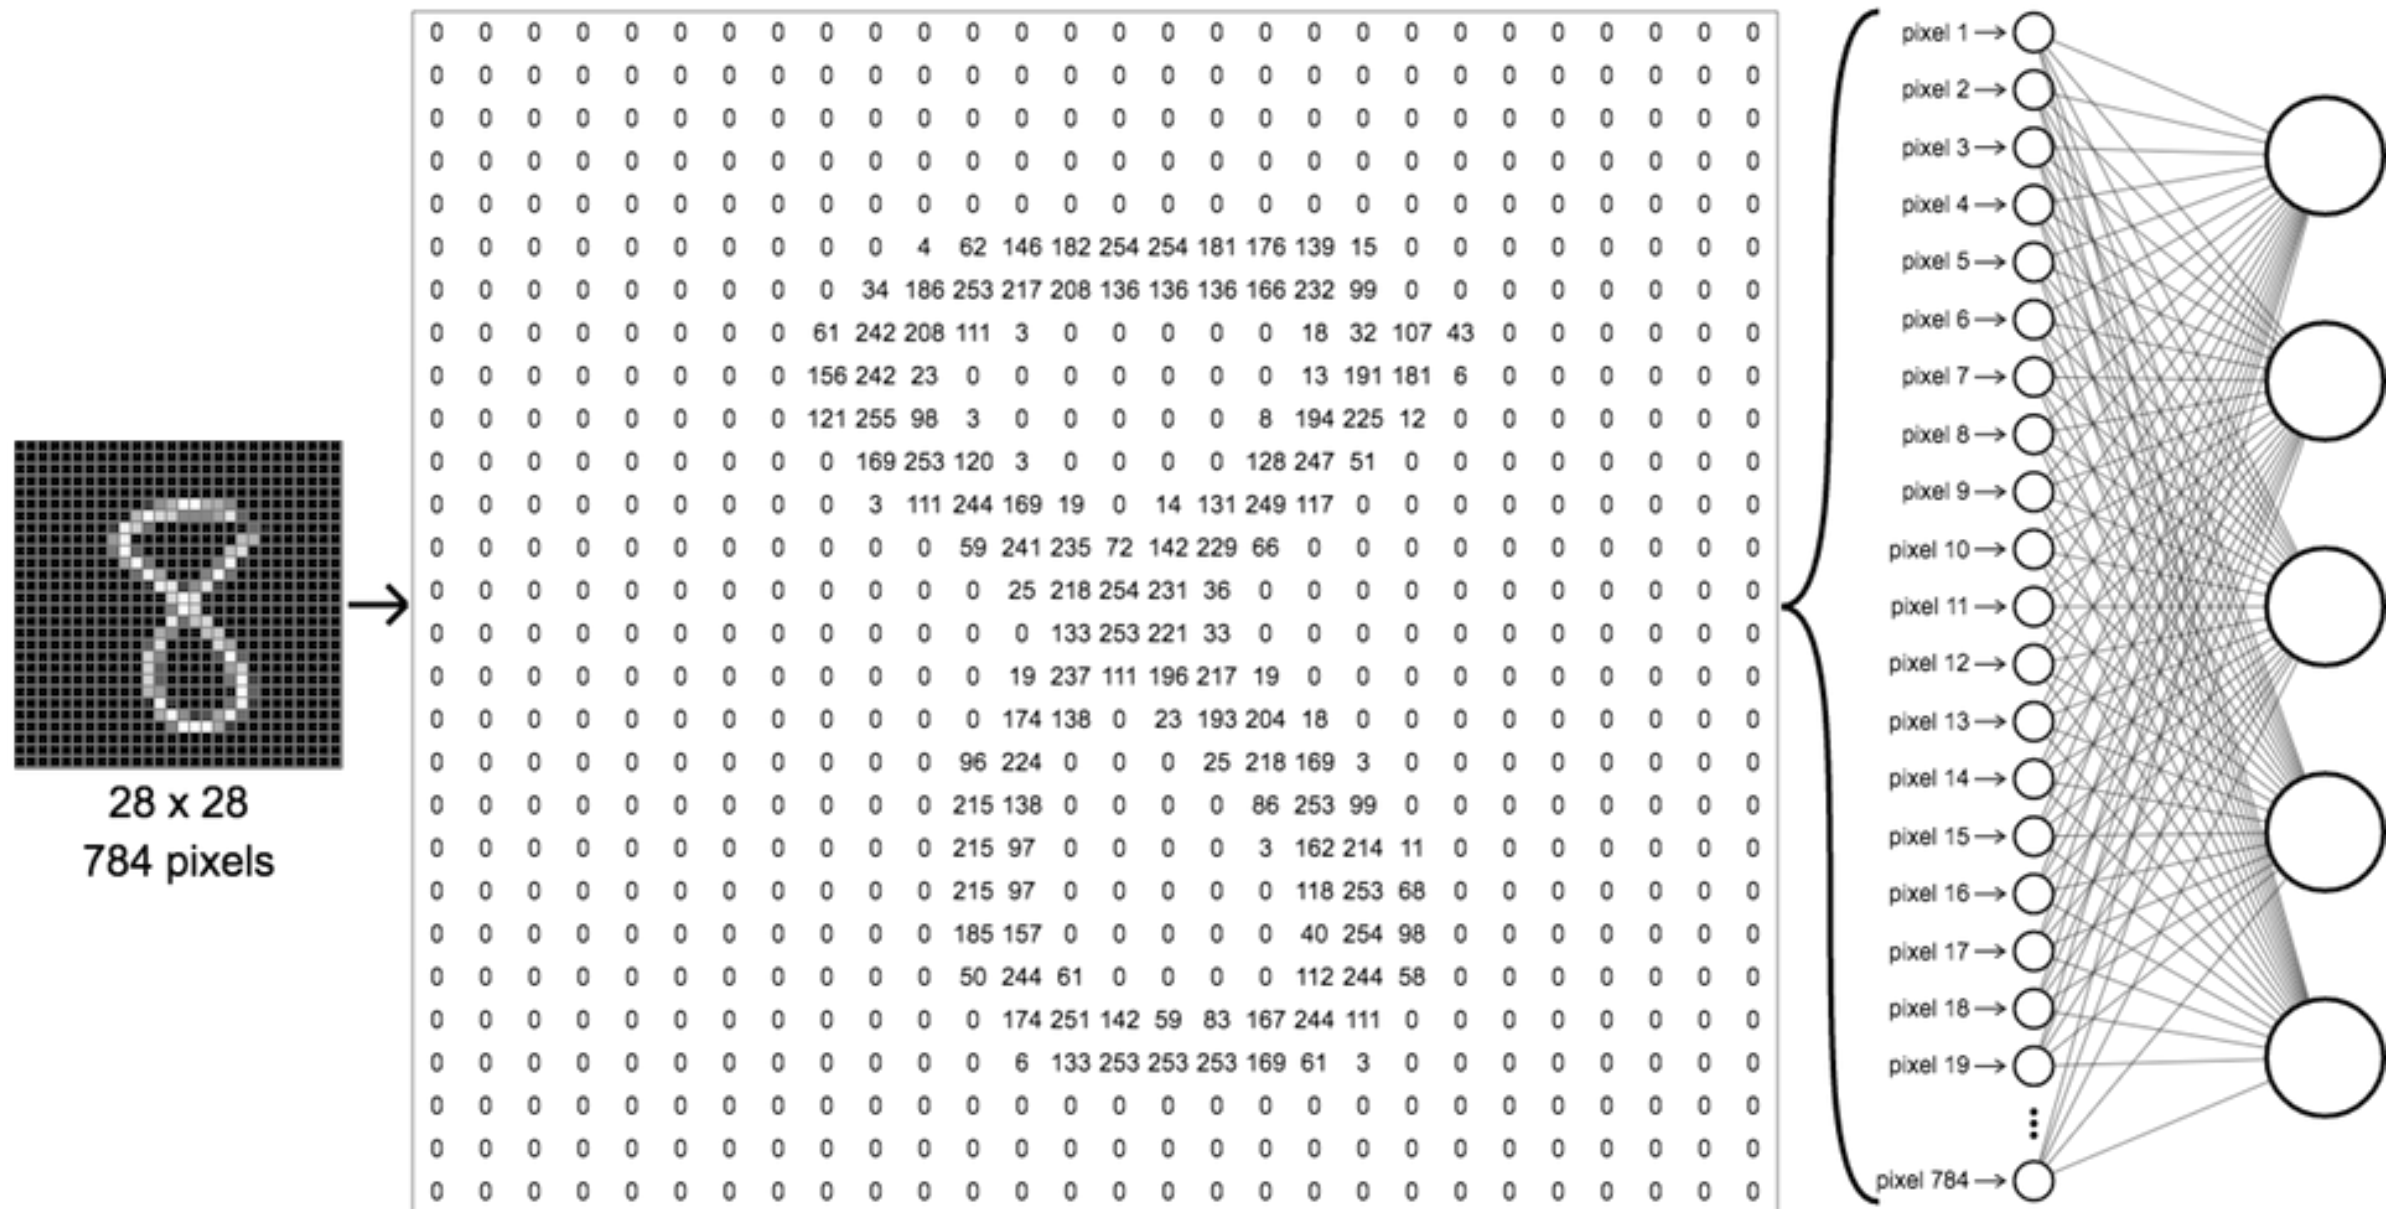 28 x 28
784 pixels
0 0 0 0 0 0 0 0 0 0 0 0 0 0 0 0 0 0 0 0 0 0 0 0 0 0 0 0
0 0 0 0 0 0 0 0 0 0 0 0 0 0 0 0 0 0 0 0 0 0 0 0 0 0 0 0
0 0 0 0 0 0 0 0 0 0 0 0 0 0 0 0 0 0 0 0 0 0 0 0 0 0 0 0
0 0 0 0 0 0 0 0 0 0 0 0 0 0 0 0 0 0 0 0 0 0 0 0 0 0 0 0
0 0 0 0 0 0 0 0 0 0 0 0 0 0 0 0 0 0 0 0 0 0 0 0 0 0 0 0
0 0 0 0 0 0 0 0 0 0 4 62 146 182 254 254 181 176 139 15 0 0 0 0 0 0 0 0
0 0 0 0 0 0 0 0 0 34 186 253 217 208 136 136 136 166 232 99 0 0 0 0 0 0 0 0
0 0 0 0 0 0 0 0 61 242 208 111 3 0 0 0 0 0 18 32 107 43 0 0 0 0 0 0
0 0 0 0 0 0 0 0 156 242 23 0 0 0 0 0 0 0 13 191 181 6 0 0 0 0 0 0
0 0 0 0 0 0 0 0 121 255 98 3 0 0 0 0 0 8 194 225 12 0 0 0 0 0 0 0
0 0 0 0 0 0 0 0 0 169 253 120 3 0 0 0 0 128 247 51 0 0 0 0 0 0 0 0
0 0 0 0 0 0 0 0 0 3 111 244 169 19 0 14 131 249 117 0 0 0 0 0 0 0 0 0
0 0 0 0 0 0 0 0 0 0 0 59 241 235 72 142 229 66 0 0 0 0 0 0 0 0 0 0
0 0 0 0 0 0 0 0 0 0 0 0 25 218 254 231 36 0 0 0 0 0 0 0 0 0 0 0
0 0 0 0 0 0 0 0 0 0 0 0 0 133 253 221 33 0 0 0 0 0 0 0 0 0 0 0
0 0 0 0 0 0 0 0 0 0 0 0 19 237 111 196 217 19 0 0 0 0 0 0 0 0 0 0
0 0 0 0 0 0 0 0 0 0 0 0 174 138 0 23 193 204 18 0 0 0 0 0 0 0 0 0
0 0 0 0 0 0 0 0 0 0 0 96 224 0 0 0 25 218 169 3 0 0 0 0 0 0 0 0
0 0 0 0 0 0 0 0 0 0 0 215 138 0 0 0 0 86 253 99 0 0 0 0 0 0 0 0
0 0 0 0 0 0 0 0 0 0 0 215 97 0 0 0 0 3 162 214 11 0 0 0 0 0 0 0
0 0 0 0 0 0 0 0 0 0 0 215 97 0 0 0 0 0 118 253 68 0 0 0 0 0 0 0
0 0 0 0 0 0 0 0 0 0 0 185 157 0 0 0 0 0 40 254 98 0 0 0 0 0 0 0
0 0 0 0 0 0 0 0 0 0 0 50 244 61 0 0 0 0 112 244 58 0 0 0 0 0 0 0
0 0 0 0 0 0 0 0 0 0 0 0 174 251 142 59 83 167 244 111 0 0 0 0 0 0 0 0
0 0 0 0 0 0 0 0 0 0 0 0 6 133 253 253 253 169 61 3 0 0 0 0 0 0 0 0
0 0 0 0 0 0 0 0 0 0 0 0 0 0 0 0 0 0 0 0 0 0 0 0 0 0 0 0
0 0 0 0 0 0 0 0 0 0 0 0 0 0 0 0 0 0 0 0 0 0 0 0 0 0 0 0
0 0 0 0 0 0 0 0 0 0 0 0 0 0 0 0 0 0 0 0 0 0 0 0 0 0 0 0
pixel 1
pixel 2
pixel 3
pixel 4
pixel 5
pixel 6
pixel 7
pixel 8
pixel 9
pixel 10
pixel 11
pixel 12
pixel 13
pixel 14
pixel 15
pixel 16
pixel 17
pixel 18
pixel 19
pixel 784